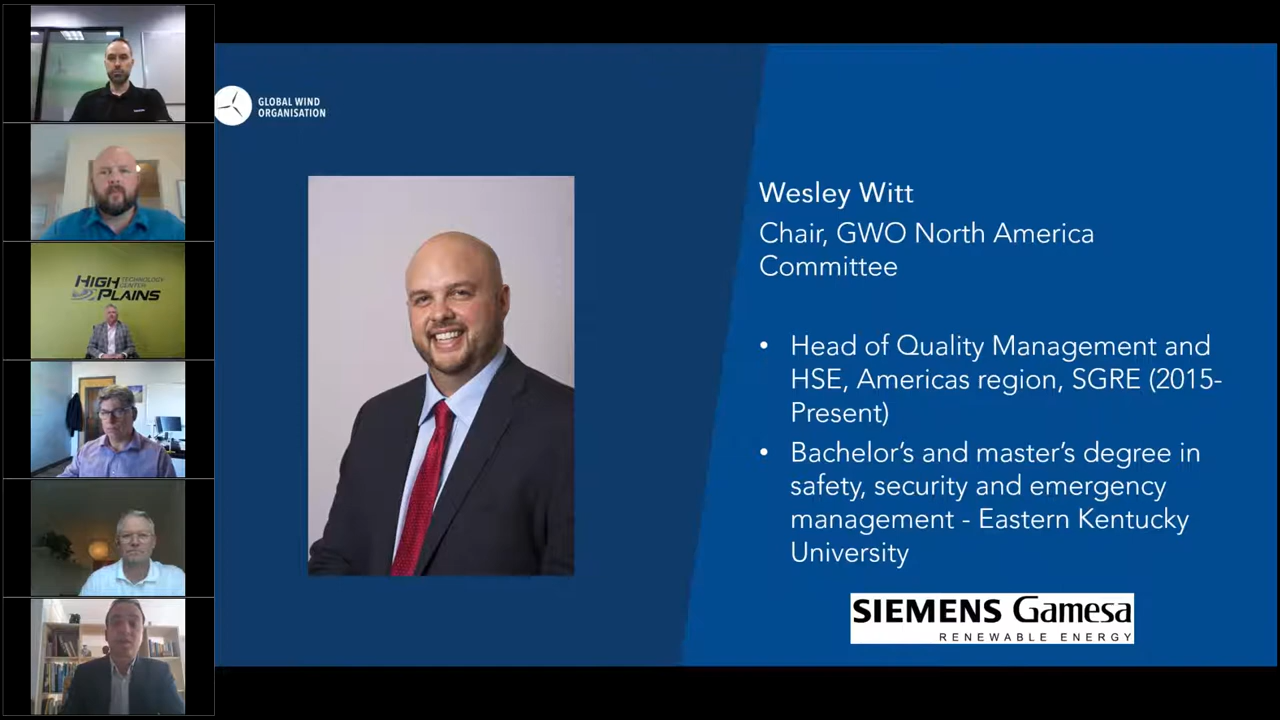 HIGH TECHNOLOGY
CENTER
PLAINS
GLOBAL WIND
ORGANISATION
Wesley Witt
Chair, GWO North America
Committee
• Head of Quality Management and
HSE, Americas region, SGRE (2015-
Present)
• Bachelor's and master's degree in
safety, security and emergency
management - Eastern Kentucky
University
SIEMENS Gamesa
RENEWABLE ENERGY